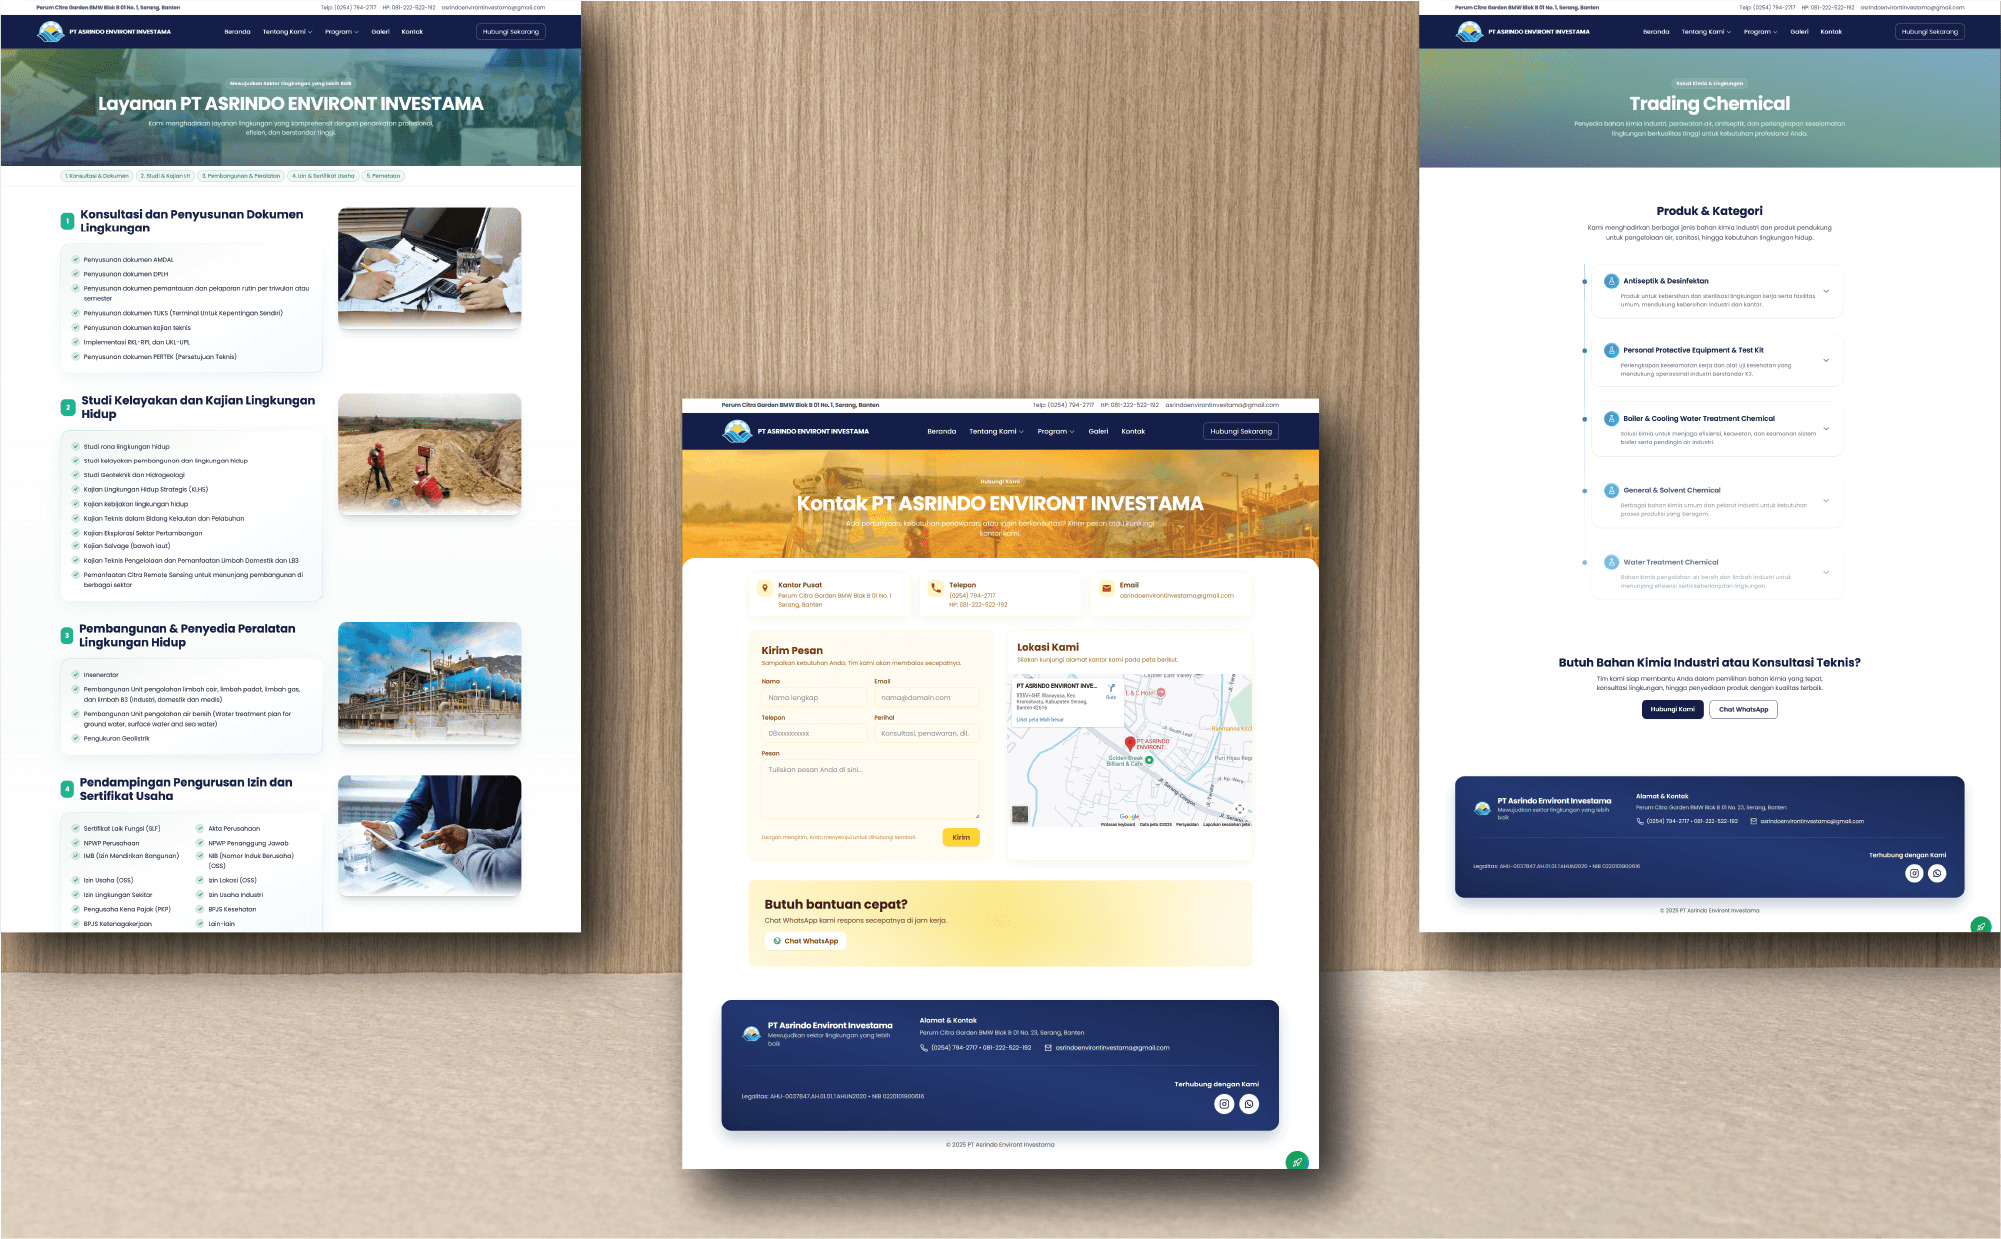 Perum Citra Garden BMW Blok B 01 No. 1, Serang, Banten
Telp: (0254) 794-2717 HP: 081-222-522-192 asrindoenvirontinvestama@gmail.com
PT ASRINDO ENVIRONT INVESTAMA
Beranda Tentang Kami Program Galeri Kontak
Hubungi Sekarang
Mewujudkan Sektor Lingkungan yang Lebih Baik
Layanan PT ASRINDO ENVIRONT INVESTAMA
Kami menghadirkan layanan lingkungan yang komprehensif dengan pendekatan profesional,
efisien, dan berstandar tinggi.
1. Konsultasi & Dokumen 2. Studi & Kajian LH 3. Pembangunan & Peralatan 4. Izin & Sertifikat Usaha 5. Pemetaan
1
Konsultasi dan Penyusunan Dokumen
Lingkungan
Penyusunan dokumen AMDAL
Penyusunan dokumen DPLH
Penyusunan dokumen pemantauan dan pelaporan rutin per triwulan atau
semester
Penyusunan dokumen TUKS (Terminal Untuk Kepentingan Sendiri)
Penyusunan dokumen kajian teknis
Implementasi RKL-RPL dan UKL-UPL
Penyusunan dokumen PERTEK (Persetujuan Teknis)
2
Studi Kelayakan dan Kajian Lingkungan
Hidup
Studi rona lingkungan hidup
Studi kelayakan pembangunan dan lingkungan hidup
Studi Geoteknik dan Hidrogeologi
Kajian Lingkungan Hidup Strategis (KLHS)
Kajian kebijakan lingkungan hidup
Kajian Teknis dalam Bidang Kelautan dan Pelabuhan
Kajian Eksplorasi Sektor Pertambangan
Kajian Salvage (bawah laut)
Kajian Teknis Pengelolaan dan Pemanfaatan Limbah Domestik dan LB3
Pemanfaatan Citra Remote Sensing untuk menunjang pembangunan di
berbagai sektor
3
Pembangunan & Penyedia Peralatan
Lingkungan Hidup
Insenerator
Pembangunan Unit pengolahan limbah cair, limbah padat, limbah gas,
dan limbah B3 (industri, domestik dan medis)
Pembangunan Unit pengolahan air bersih (Water treatment plan for
ground water, surface water and sea water)
Pengukuran Geolistrik
4
Pendampingan Pengurusan Izin dan
Sertifikat Usaha
Sertifikat Laik Fungsi (SLF)
Akta Perusahaan
NPWP Perusahaan
NPWP Penanggung Jawab
IMB (Izin Mendirikan Bangunan)
NIB (Nomor Induk Berusaha)
(OSS)
Izin Usaha (OSS)
Izin Lokasi (OSS)
Izin Lingkungan Sekitar
Izin Usaha Industri
Pengusaha Kena Pajak (PKP)
BPJS Kesehatan
BPJS Ketenagakerjaan
Lain-lain
Perum Citra Garden BMW Blok B 01 No. 1, Serang, Banten
Telp: (0254) 794-2717 HP: 081-222-522-192 asrindoenvirontinvestama@gmail.com
PT ASRINDO ENVIRONT INVESTAMA
Beranda Tentang Kami Program Galeri Kontak
Hubungi Sekarang
Hubungi Kami
Kontak PT ASRINDO ENVIRONT INVESTAMA
Ada pertanyaan, kebutuhan penawaran, atau ingin berkonsultasi? Kirim pesan atau kunjungi
kantor kami.
Kantor Pusat
Perum Citra Garden BMW Blok B 01 No. 1
Serang, Banten
Telepon
(0254) 794-2717
HP: 081-222-522-192
Email
asrindoenvirontinvestama@gmail.com
Kirim Pesan
Sampaikan kebutuhan Anda. Tim kami akan membalas secepatnya.
Nama
Email
Nama lengkap
nama@domain.com
Telepon
Perihal
08xxxxxxxxxx
Konsultasi, penawaran, dll.
Pesan
Tuliskan pesan Anda di sini...
Dengan mengirim, Anda menyetujui untuk dihubungi kembali.
Kirim
Lokasi Kami
Silakan kunjungi alamat kantor kami pada peta berikut.
PT ASRINDO ENVIRONT INVE...
Wanayasa, Kec.
Kramatwatu, Kabupaten Serang,
Banten 42616
Rute
Lihat peta lebih besar
Cluster East Valley
E & C Hotel
Jl. South Leaf
PT ASRINDO
ENVIRONT.
Golden Break
Billiard & Cafe
Puri Hijau Reg
Jl. Serang Cilegon
Google
Pintasan keyboard Data peta ©2025 Persyaratan Laporkan kesalahan peta
Butuh bantuan cepat?
Chat WhatsApp kami respons secepatnya di jam kerja.
Chat WhatsApp
PT Asrindo Environt Investama
Mewujudkan sektor lingkungan yang lebih
baik
Alamat & Kontak
Perum Citra Garden BMW Blok B 01 No. 23, Serang, Banten
(0254) 794-2717 • 081-222-522-192 asrindoenvirontinvestama@gmail.com
Terhubung dengan Kami
Legalitas: AHU-0037847.AH.01.01.TAHUN2020 • NIB 0220101900616
© 2025 PT Asrindo Environt Investama
Perum Citra Garden BMW Blok B 01 No. 1, Serang, Banten
Telp: (0254) 794-2717 HP: 081-222-522-192 asrindoenvirontinvestama@gmail.com
PT ASRINDO ENVIRONT INVESTAMA
Beranda Tentang Kami Program Galeri Kontak
Hubungi Sekarang
Solusi Kimia & Lingkungan
Trading Chemical
Penyedia bahan kimia industri, perawatan air, antiseptik, dan perlengkapan keselamatan
lingkungan berkualitas tinggi untuk kebutuhan profesional Anda.
Produk & Kategori
Kami menghadirkan berbagai jenis bahan kimia industri dan produk pendukung
untuk pengelolaan air, sanitasi, hingga kebutuhan lingkungan hidup.
Antiseptik & Desinfektan
Produk untuk kebersihan dan sterilisasi lingkungan kerja serta fasilitas
umum, mendukung kebersihan industri dan kantor.
Personal Protective Equipment & Test Kit
Perlengkapan keselamatan kerja dan alat uji kesehatan yang
mendukung operasional industri berstandar K3.
Boiler & Cooling Water Treatment Chemical
Solusi kimia untuk menjaga efisiensi, keawetan, dan keamanan sistem
boiler serta pendingin air industri.
General & Solvent Chemical
Berbagai bahan kimia umum dan pelarut industri untuk kebutuhan
proses produksi yang beragam.
Water Treatment Chemical
Bahan kimia pengolahan air bersih dan limbah industri untuk
menunjang efisiensi serta keberlanjutan lingkungan.
Butuh Bahan Kimia Industri atau Konsultasi Teknis?
Tim kami siap membantu Anda dalam pemilihan bahan kimia yang tepat,
konsultasi lingkungan, hingga penyediaan produk dengan kualitas terbaik.
Hubungi Kami
Chat WhatsApp
PT Asrindo Environt Investama
Mewujudkan sektor lingkungan yang lebih
baik
Alamat & Kontak
Perum Citra Garden BMW Blok B 01 No. 23, Serang, Banten
(0254) 794-2717 • 081-222-522-192 asrindoenvirontinvestama@gmail.com
Terhubung dengan Kami
Legalitas: AHU-0037847.AH.01.01.TAHUN2020 • NIB 0220101900616
© 2025 PT Asrindo Environt Investama